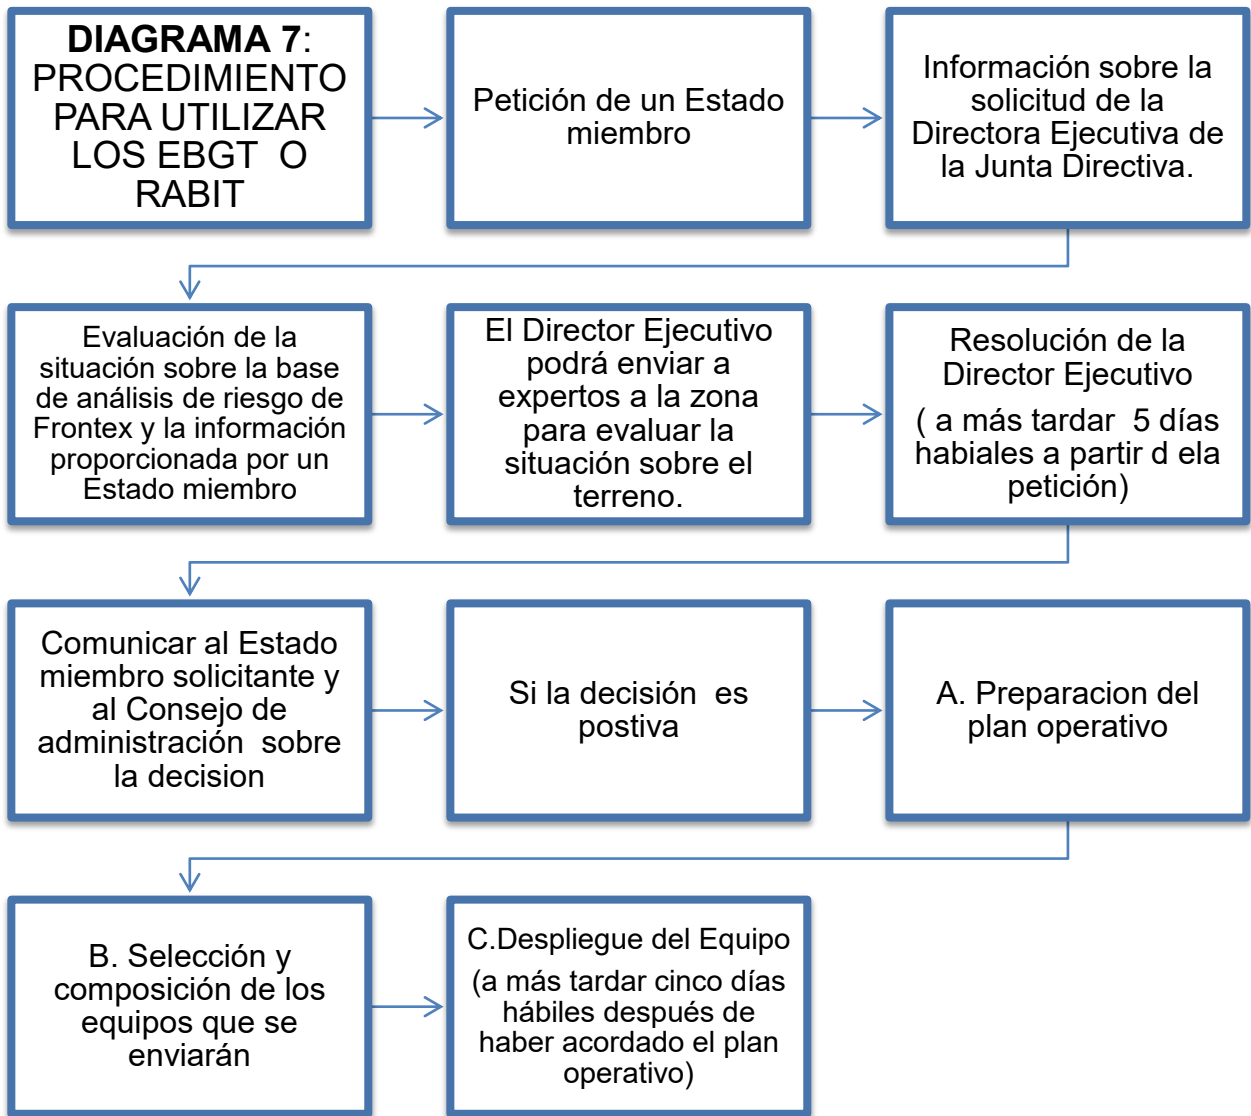 DIAGRAMA 7:
PROCEDIMIENTO
PARA UTILIZAR
LOS EBGT O
RABIT
Petición de un Estado
miembro
Información sobre la
solicitud de la
Directora Ejecutiva de
la Junta Directiva.
Evaluación de la
situación sobre la base
de análisis de riesgo de
Frontex y la información
proporcionada por un
Estado miembro
El Director Ejecutivo
podrá enviar a
expertos a la zona
para evaluar la
situación sobre el
terreno.
Resolución de la
Director Ejecutivo
( a más tardar 5 días
habiales a partir d ela
petición)
Comunicar al Estado
miembro solicitante y
al Consejo de
administración sobre
la decision
Si la decisión es
postiva
A. Preparacion del
plan operativo
B. Selección y
composición de los
equipos que se
enviarán
C.Despliegue del Equipo
(a más tardar cinco días
hábiles después de
haber acordado el plan
operativo)